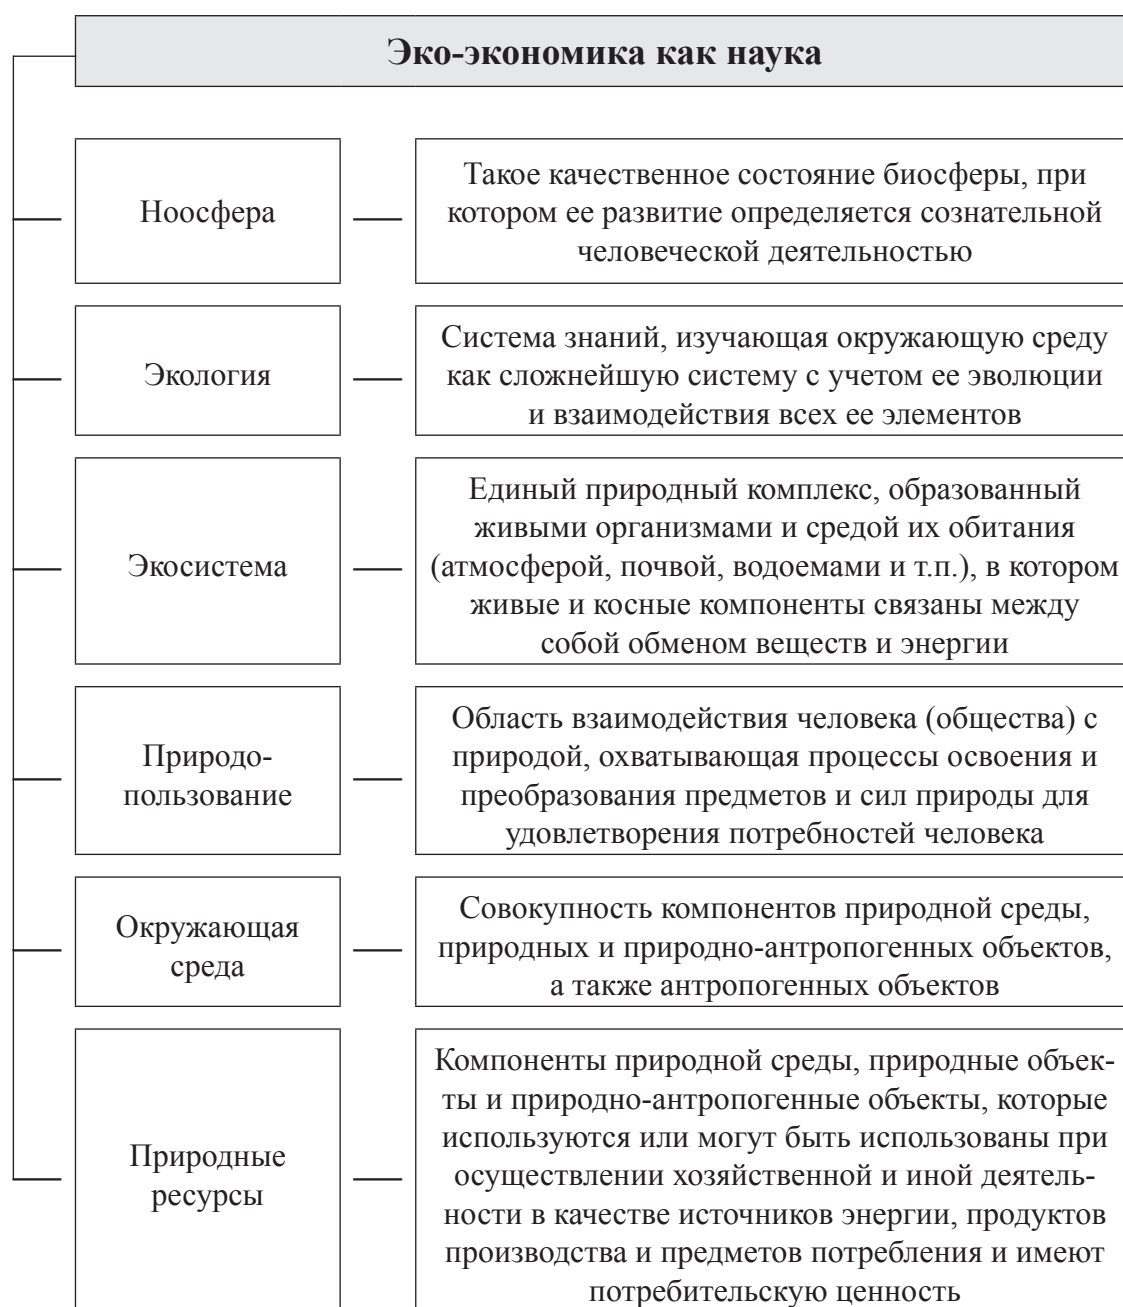 Эко-экономика как наука
Ноосфера
Такое качественное состояние биосферы, при
котором ее развитие определяется сознательной
человеческой деятельностью
Экология
Система знаний, изучающая окружающую среду
как сложнейшую систему с учетом ее эволюции
и взаимодействия всех ее элементов
Экосистема
Единый природный комплекс, образованный
живыми организмами и средой их обитания
(атмосферой, почвой, водоемами и т.п.), в котором
живые и косные компоненты связаны между
собой обменом веществ и энергии
Природо-
пользование
Область взаимодействия человека (общества) с
природой, охватывающая процессы освоения и
преобразования предметов и сил природы для
удовлетворения потребностей человека
Окружающая
среда
Совокупность компонентов природной среды,
природных и природно-антропогенных объектов,
а также антропогенных объектов
Природные
ресурсы
Компоненты природной среды, природные объек-
ты и природно-антропогенные объекты, которые
используются или могут быть использованы при
осуществлении хозяйственной и иной деятель-
ности в качестве источников энергии, продуктов
производства и предметов потребления и имеют
потребительскую ценность